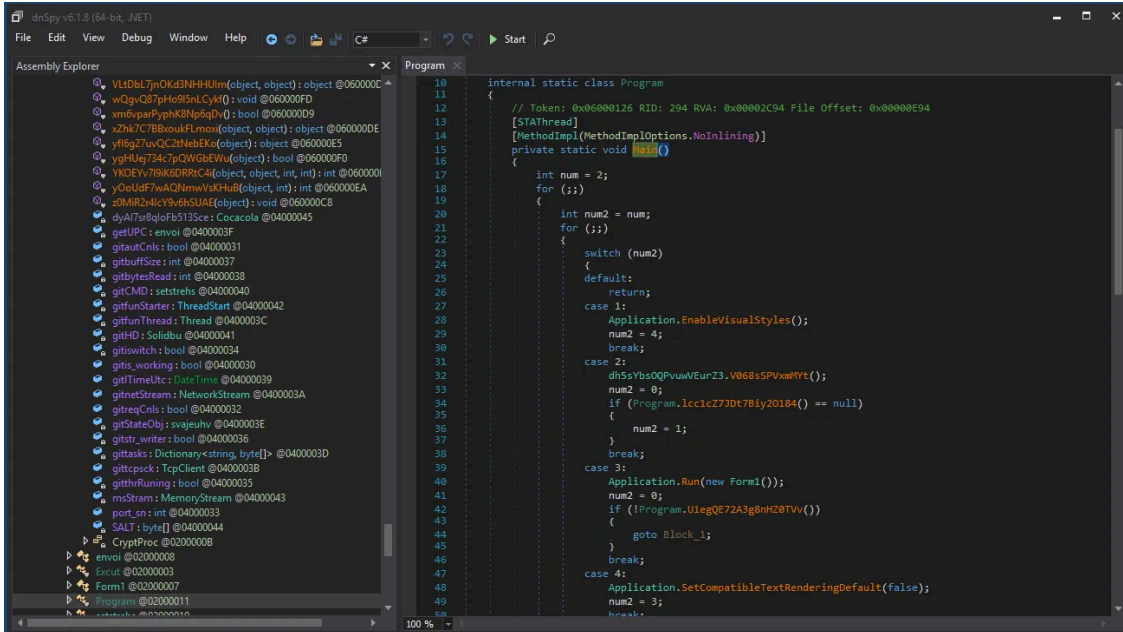 dnSpy v6.1.8 (64-bit, .NET)
File Edit View Debug Window Help C# Start
Assembly Explorer
VLtDbL7jnOKd3NHHUlm(object, object) : object @060000D
wQgvQ87pHo9I5nLCykf() : void @060000FD
xm6vparPyphK8Np6qDv() : bool @060000D9
xZhk7C7BBxoukFLmoxi(object, object) : object @060000DE
yfl6g27uvQC2tNebEKo(object) : object @060000E5
ygHUej734c7pQWGbEWu(object) : bool @060000F0
YKOEYv7I9iK6DRRtC4i(object, object, int, int) : int @060000
yOoUdF7wAQNmwVsKHuB(object, int) : int @060000EA
z0MiR2r4lcY9v6hSUAE(object) : void @060000C8
dyAl7sr8qloFb513Sce : Cocacola @04000045
getUPC : envoi @0400003F
gitautCnls : bool @04000031
gitbuffSize : int @04000037
gitbytesRead : int @04000038
gitCMD : setstrehs @04000040
gitfunStarter : ThreadStart @04000042
gitfunThread : Thread @0400003C
gitHD : Solidbu @04000041
gitiswitch : bool @04000034
gitis_working : bool @04000030
gitlTimeUtc : DateTime @04000039
gitnetStream : NetworkStream @0400003A
gitreqCnls : bool @04000032
gitStateObj : svajeuhv @0400003E
gitstr_writer : bool @04000036
gittasks : Dictionary<string, byte[]> @0400003D
gittcpsck : TcpClient @0400003B
gitthrRuning : bool @04000035
msStram : MemoryStream @04000043
port_sn : int @04000033
SALT : byte[] @04000044
CryptProc @0200000B
envoi @02000008
Excut @02000003
Form1 @02000007
Program @02000011
Program
10 internal static class Program
11 {
12 // Token: 0x06000126 RID: 294 RVA: 0x00002C94 File Offset: 0x00000E94
13 [STAThread]
14 [MethodImpl(MethodImplOptions.NoInlining)]
15 private static void Main()
16 {
17 int num = 2;
18 for (;;)
19 {
20 int num2 = num;
21 for (;;)
22 {
23 switch (num2)
24 {
25 default:
26 return;
27 case 1:
28 Application.EnableVisualStyles();
29 num2 = 4;
30 break;
31 case 2:
32 dh5sYbsOQPvuwVEurZ3.V068sSPVxmMYt();
33 num2 = 0;
34 if (Program.lcc1cZ7JDt7Biy2O184() == null)
35 {
36 num2 = 1;
37 }
38 break;
39 case 3:
40 Application.Run(new Form1());
41 num2 = 0;
42 if (!Program.U1egQE72A3g8nHZ0TVv())
43 {
44 goto Block_1;
45 }
46 break;
47 case 4:
48 Application.SetCompatibleTextRenderingDefault(false);
49 num2 = 3;
100 %